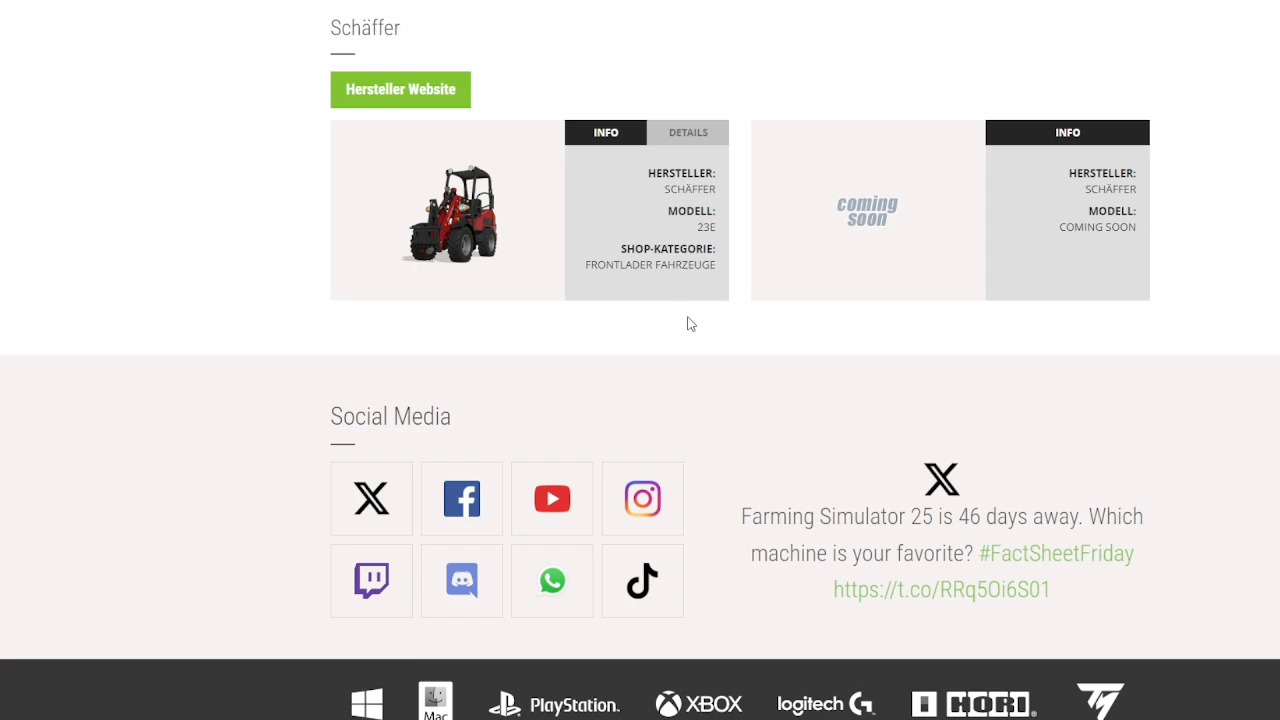 Schäffer
Hersteller Website
INFO
DETAILS
HERSTELLER:
SCHÄFFER
MODELL:
23E
SHOP-KATEGORIE:
FRONTLADER FAHRZEUGE
coming
soon
INFO
HERSTELLER:
SCHÄFFER
MODELL:
COMING SOON
Social Media
Farming Simulator 25 is 46 days away. Which
machine is your favorite? #FactSheetFriday
https://t.co/RRq5Oi6S01
Mac
PlayStation.
XBOX
logitech G
HORI